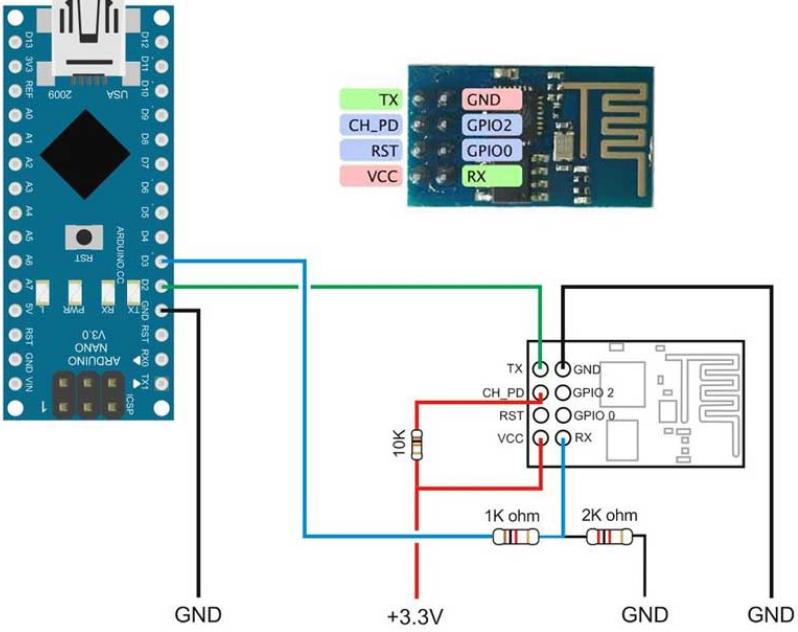 D13
3V3
REF
A0
A1
A2
A3
A4
A5
A6
A7
5V
RST
GND
VIN
D12
D11
D10
D9
D8
D7
D6
D5
D4
D3
D2
GND
RST
RX0
TX1
USA
2009
RST
ARDUINO.CC
L
PWR
RX
TX
ARDUINO
NANO
V3.0
ICSP
1
TX GND
CH_PD GPIO2
RST GPIO0
VCC RX
TX GND
CH_PD GPIO 2
RST GPIO 0
VCC RX
10K
1K ohm 2K ohm
GND +3.3V GND GND